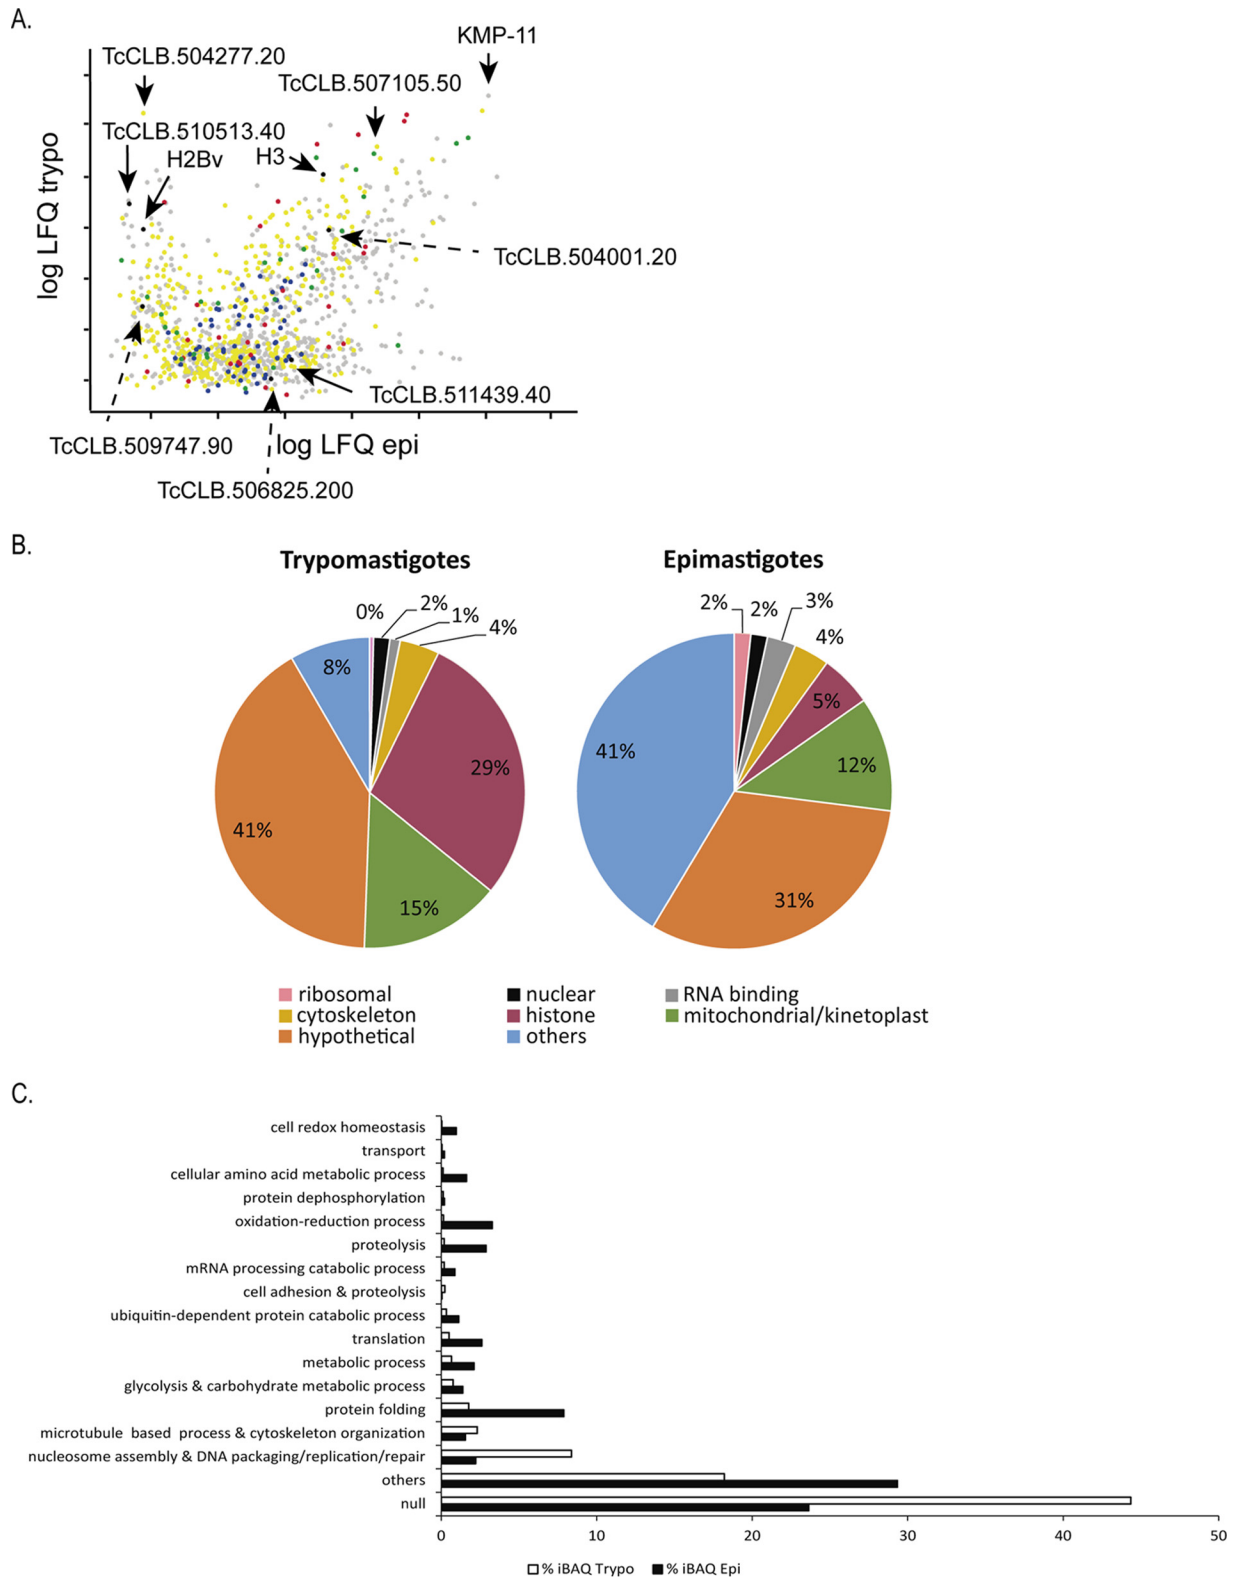 A.
KMP-11
TcCLB.504277.20
TcCLB.507105.50
TcCLB.510513.40
H2Bv
H3
log LFQ trypo
TcCLB.504001.20
TcCLB.511439.40
TcCLB.509747.90
log LFQ epi
TcCLB.506825.200
B.
Trypomastigotes
Epimastigotes
0%
2%
1%
4%
8%
29%
41%
15%
2%
2%
3%
4%
5%
41%
12%
31%
ribosomal
nuclear
RNA binding
cytoskeleton
histone
mitochondrial/kinetoplast
hypothetical
others
C.
cell redox homeostasis
transport
cellular amino acid metabolic process
protein dephosphorylation
oxidation-reduction process
proteolysis
mRNA processing catabolic process
cell adhesion & proteolysis
ubiquitin-dependent protein catabolic process
translation
metabolic process
glycolysis & carbohydrate metabolic process
protein folding
microtubule based process & cytoskeleton organization
nucleosome assembly & DNA packaging/replication/repair
others
null
0 10 20 30 40 50
% iBAQ Trypo % iBAQ Epi